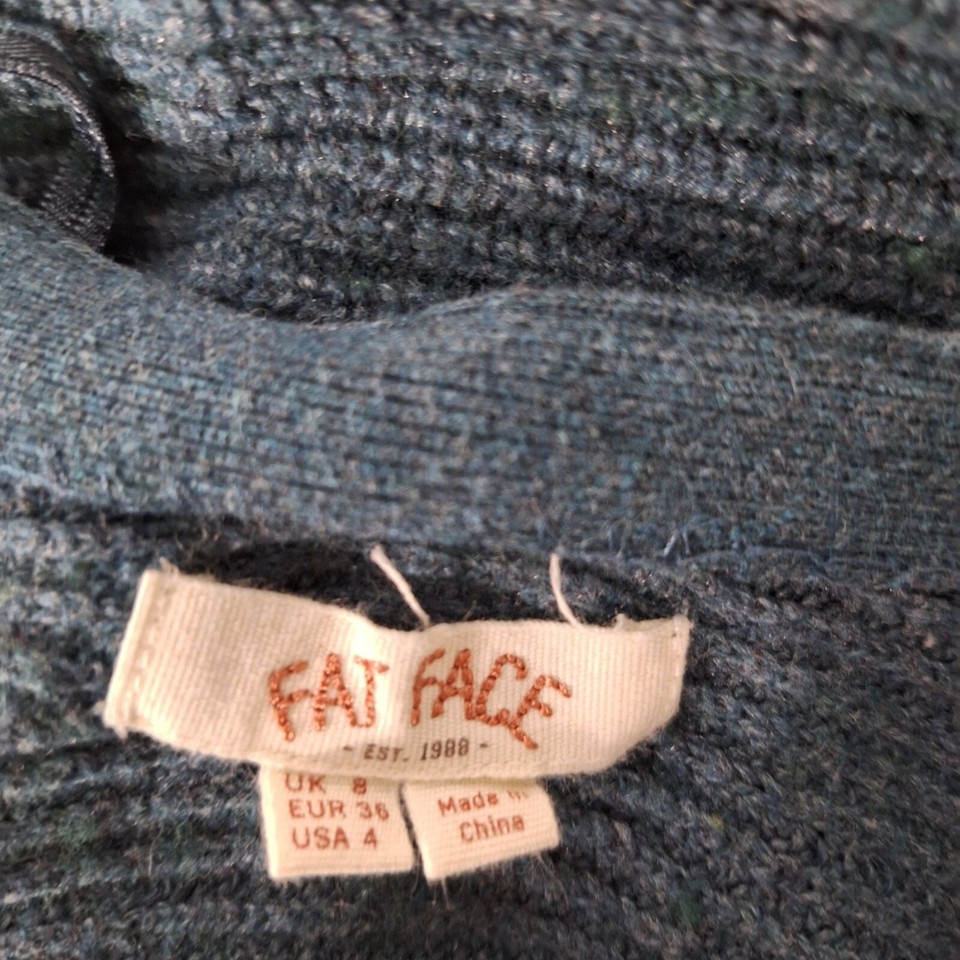 FAT FACE
- EST. 1988 -
UK 8
EUR 36
USA 4
Made in
China